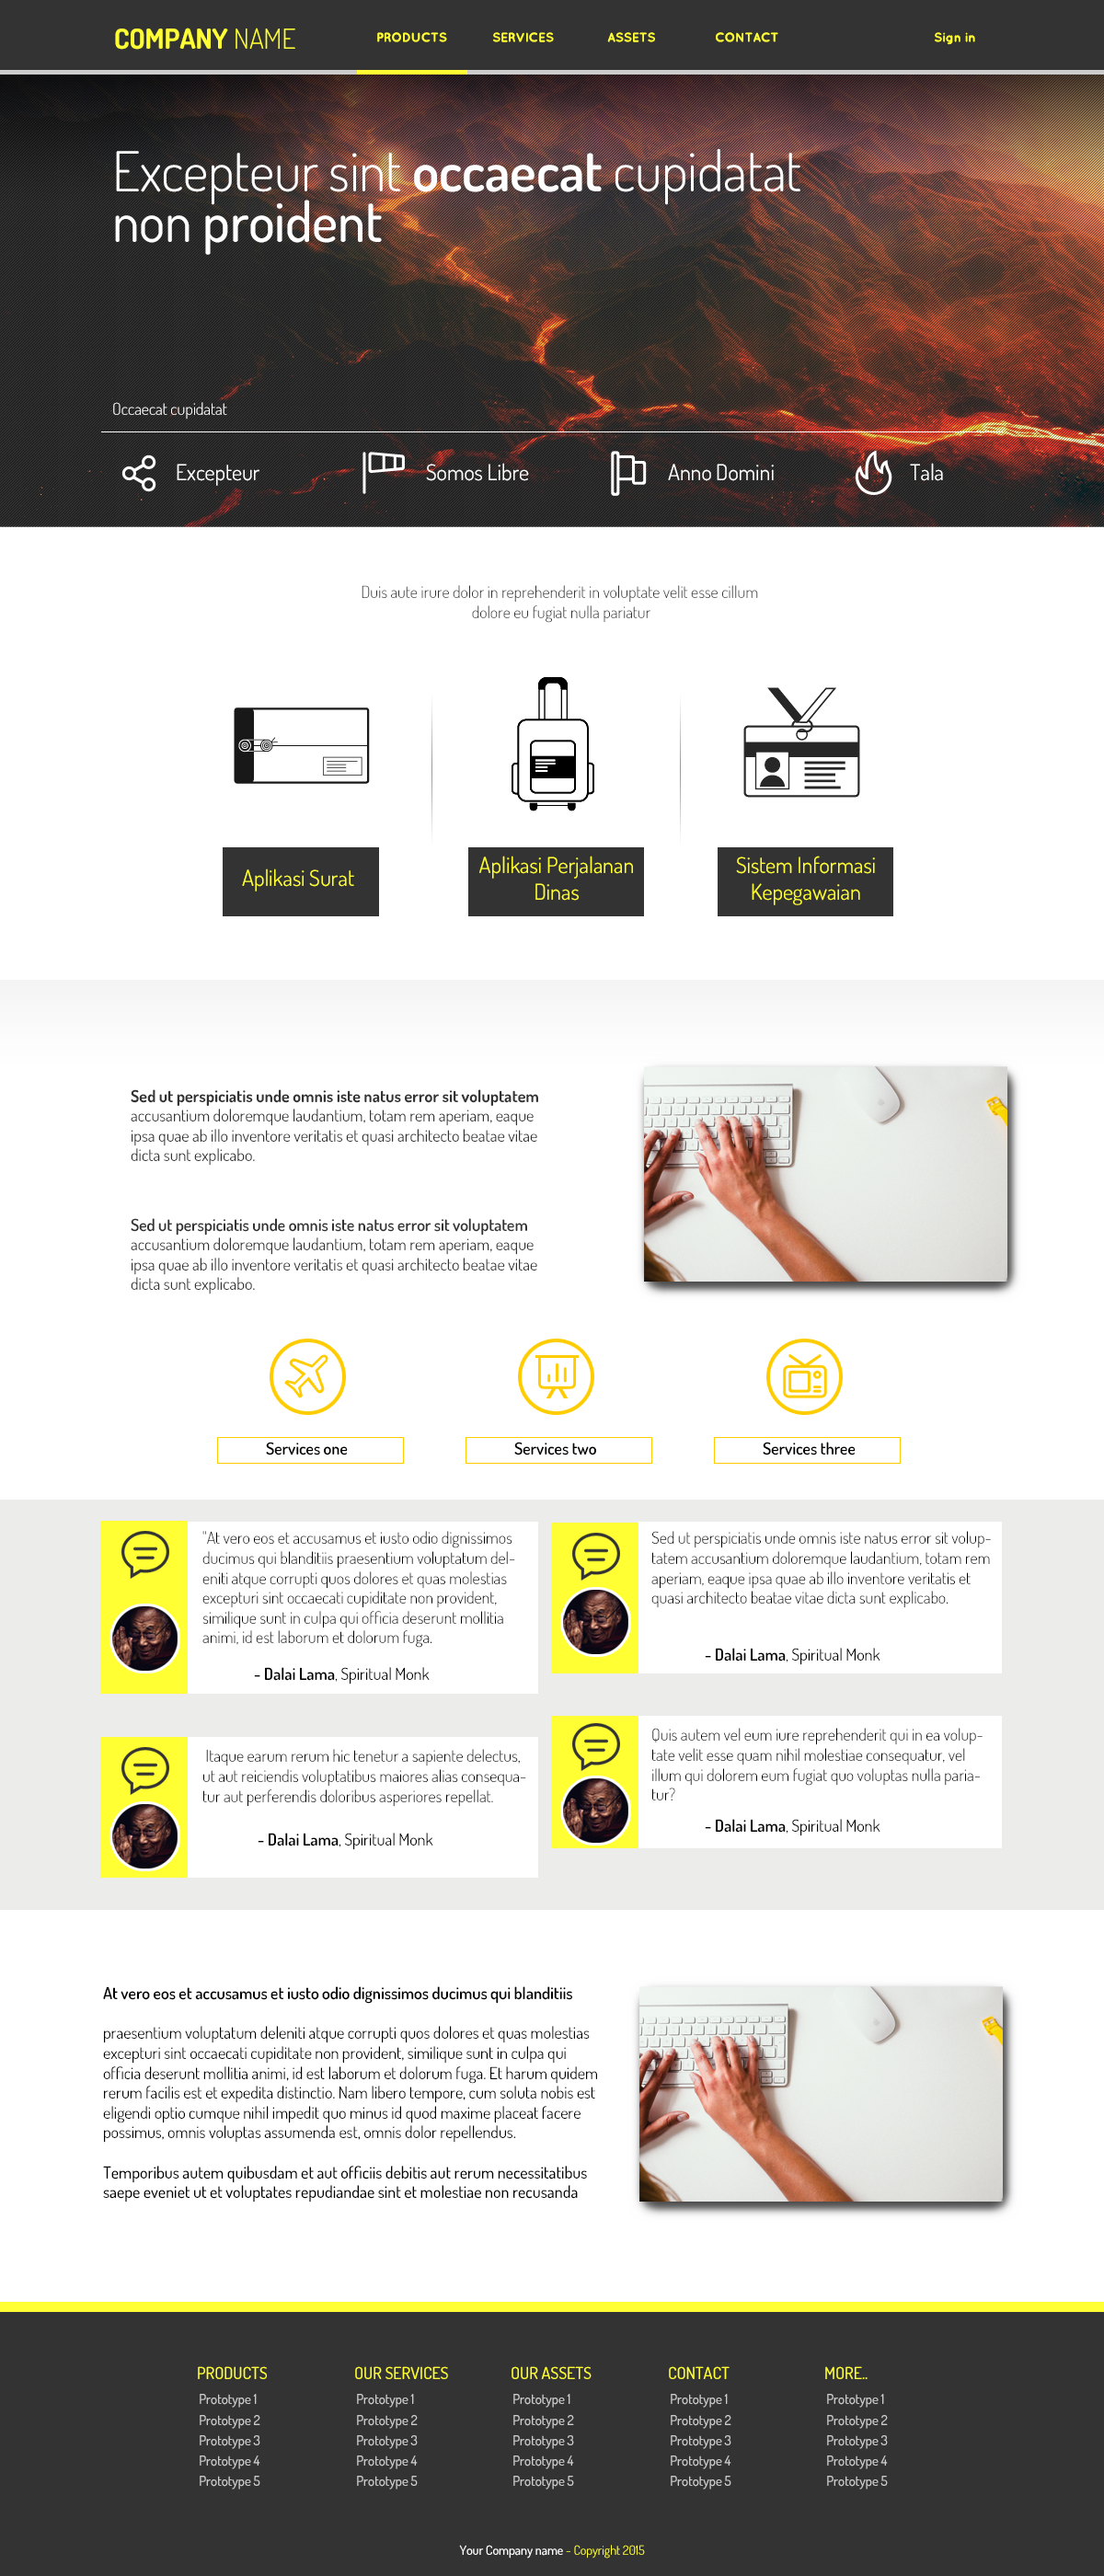 COMPANY NAME
PRODUCTS SERVICES ASSETS CONTACT Sign in
Excepteur sint occaecat cupidatat
non proident
Occaecat cupidatat
Excepteur Somos Libre Anno Domini Tala
Duis aute irure dolor in reprehenderit in voluptate velit esse cillum
dolore eu fugiat nulla pariatur
Aplikasi Surat
Aplikasi Perjalanan
Dinas
Sistem Informasi
Kepegawaian
Sed ut perspiciatis unde omnis iste natus error sit voluptatem
accusantium doloremque laudantium, totam rem aperiam, eaque
ipsa quae ab illo inventore veritatis et quasi architecto beatae vitae
dicta sunt explicabo.
Sed ut perspiciatis unde omnis iste natus error sit voluptatem
accusantium doloremque laudantium, totam rem aperiam, eaque
ipsa quae ab illo inventore veritatis et quasi architecto beatae vitae
dicta sunt explicabo.
Services one
Services two
Services three
"At vero eos et accusamus et iusto odio dignissimos
ducimus qui blanditiis praesentium voluptatum del-
eniti atque corrupti quos dolores et quas molestias
excepturi sint occaecati cupiditate non provident,
similique sunt in culpa qui officia deserunt mollitia
animi, id est laborum et dolorum fuga.
- Dalai Lama, Spiritual Monk
Sed ut perspiciatis unde omnis iste natus error sit volup-
tatem accusantium doloremque laudantium, totam rem
aperiam, eaque ipsa quae ab illo inventore veritatis et
quasi architecto beatae vitae dicta sunt explicabo.
- Dalai Lama, Spiritual Monk
Itaque earum rerum hic tenetur a sapiente delectus,
ut aut reiciendis voluptatibus maiores alias consequa-
tur aut perferendis doloribus asperiores repellat.
- Dalai Lama, Spiritual Monk
Quis autem vel eum iure reprehenderit qui in ea volup-
tate velit esse quam nihil molestiae consequatur, vel
illum qui dolorem eum fugiat quo voluptas nulla paria-
tur?
- Dalai Lama, Spiritual Monk
At vero eos et accusamus et iusto odio dignissimos ducimus qui blanditiis
praesentium voluptatum deleniti atque corrupti quos dolores et quas molestias
excepturi sint occaecati cupiditate non provident, similique sunt in culpa qui
officia deserunt mollitia animi, id est laborum et dolorum fuga. Et harum quidem
rerum facilis est et expedita distinctio. Nam libero tempore, cum soluta nobis est
eligendi optio cumque nihil impedit quo minus id quod maxime placeat facere
possimus, omnis voluptas assumenda est, omnis dolor repellendus.
Temporibus autem quibusdam et aut officiis debitis aut rerum necessitatibus
saepe eveniet ut et voluptates repudiandae sint et molestiae non recusanda
PRODUCTS
Prototype 1
Prototype 2
Prototype 3
Prototype 4
Prototype 5
OUR SERVICES
Prototype 1
Prototype 2
Prototype 3
Prototype 4
Prototype 5
OUR ASSETS
Prototype 1
Prototype 2
Prototype 3
Prototype 4
Prototype 5
CONTACT
Prototype 1
Prototype 2
Prototype 3
Prototype 4
Prototype 5
MORE..
Prototype 1
Prototype 2
Prototype 3
Prototype 4
Prototype 5
Your Company name - Copyright 2015